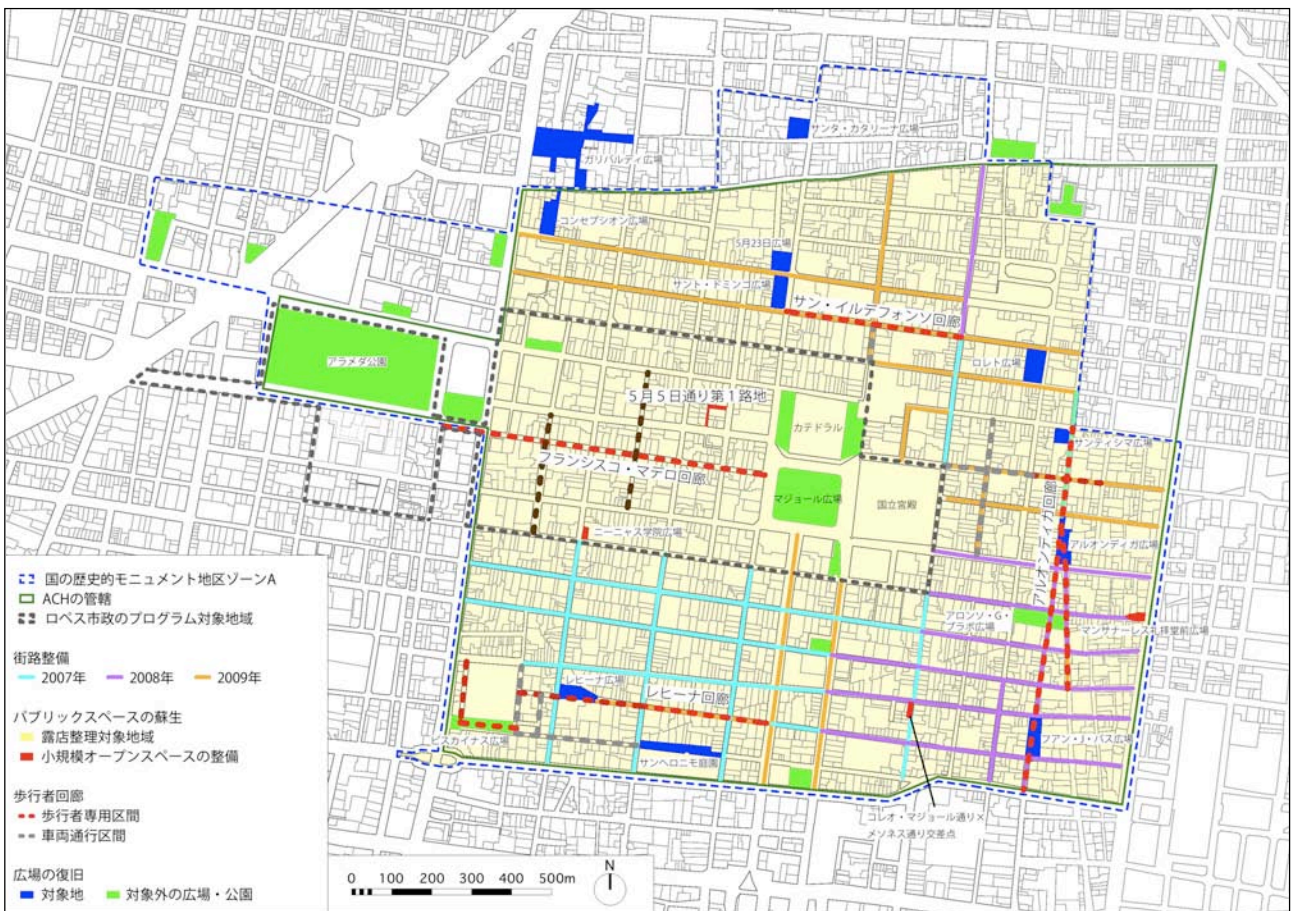 サンタ・カタリーナ広場
ガリバルディ広場
コンセプシオン広場
5月23日広場
サント・ドミンゴ広場
サン・イルデフォンソ回廊
ロレト広場
アラメダ公園
5月5日通り第1路地
カテドラル
サンティシマ広場
フランシスコ・マデロ回廊
マジョール広場
国立宮殿
アルオンディガ回廊
ニーニャス学院広場
アルオンディガ広場
アロンソ・G・
ブラボ広場
マンサナーレス礼拝堂前広場
レヒーナ広場
レヒーナ回廊
ビスカイナス広場
サンヘロニモ庭園
フアン・J・バス広場
コレオ・マジョール通り×
メソネス通り交差点
国の歴史的モニュメント地区ゾーンA
ACHの管轄
ロペス市政のプログラム対象地域
街路整備
2007年 2008年 2009年
パブリックスペースの蘇生
露店整理対象地域
小規模オープンスペースの整備
歩行者回廊
歩行者専用区間
車両通行区間
広場の復旧
対象地 対象外の広場・公園
0 100 200 300 400 500m
N